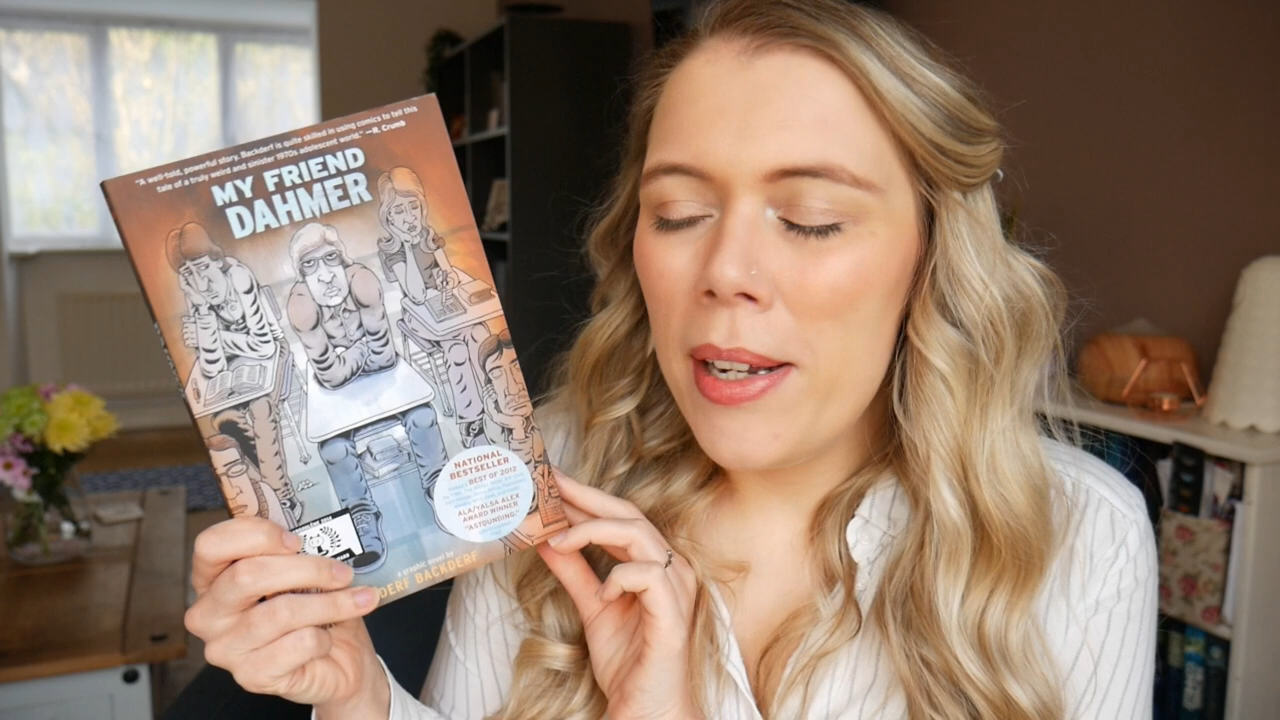 "A well-told, powerful story. Backderf is quite skilled in using comics to tell this
tale of a truly weird and sinister 1970s adolescent world." —R. Crumb
MY FRIEND
DAHMER
NATIONAL
BESTSELLER
BEST OF 2012
ALA/YALSA ALEX
AWARD WINNER
"ASTOUNDING."
a graphic novel by
DERF BACKDERF